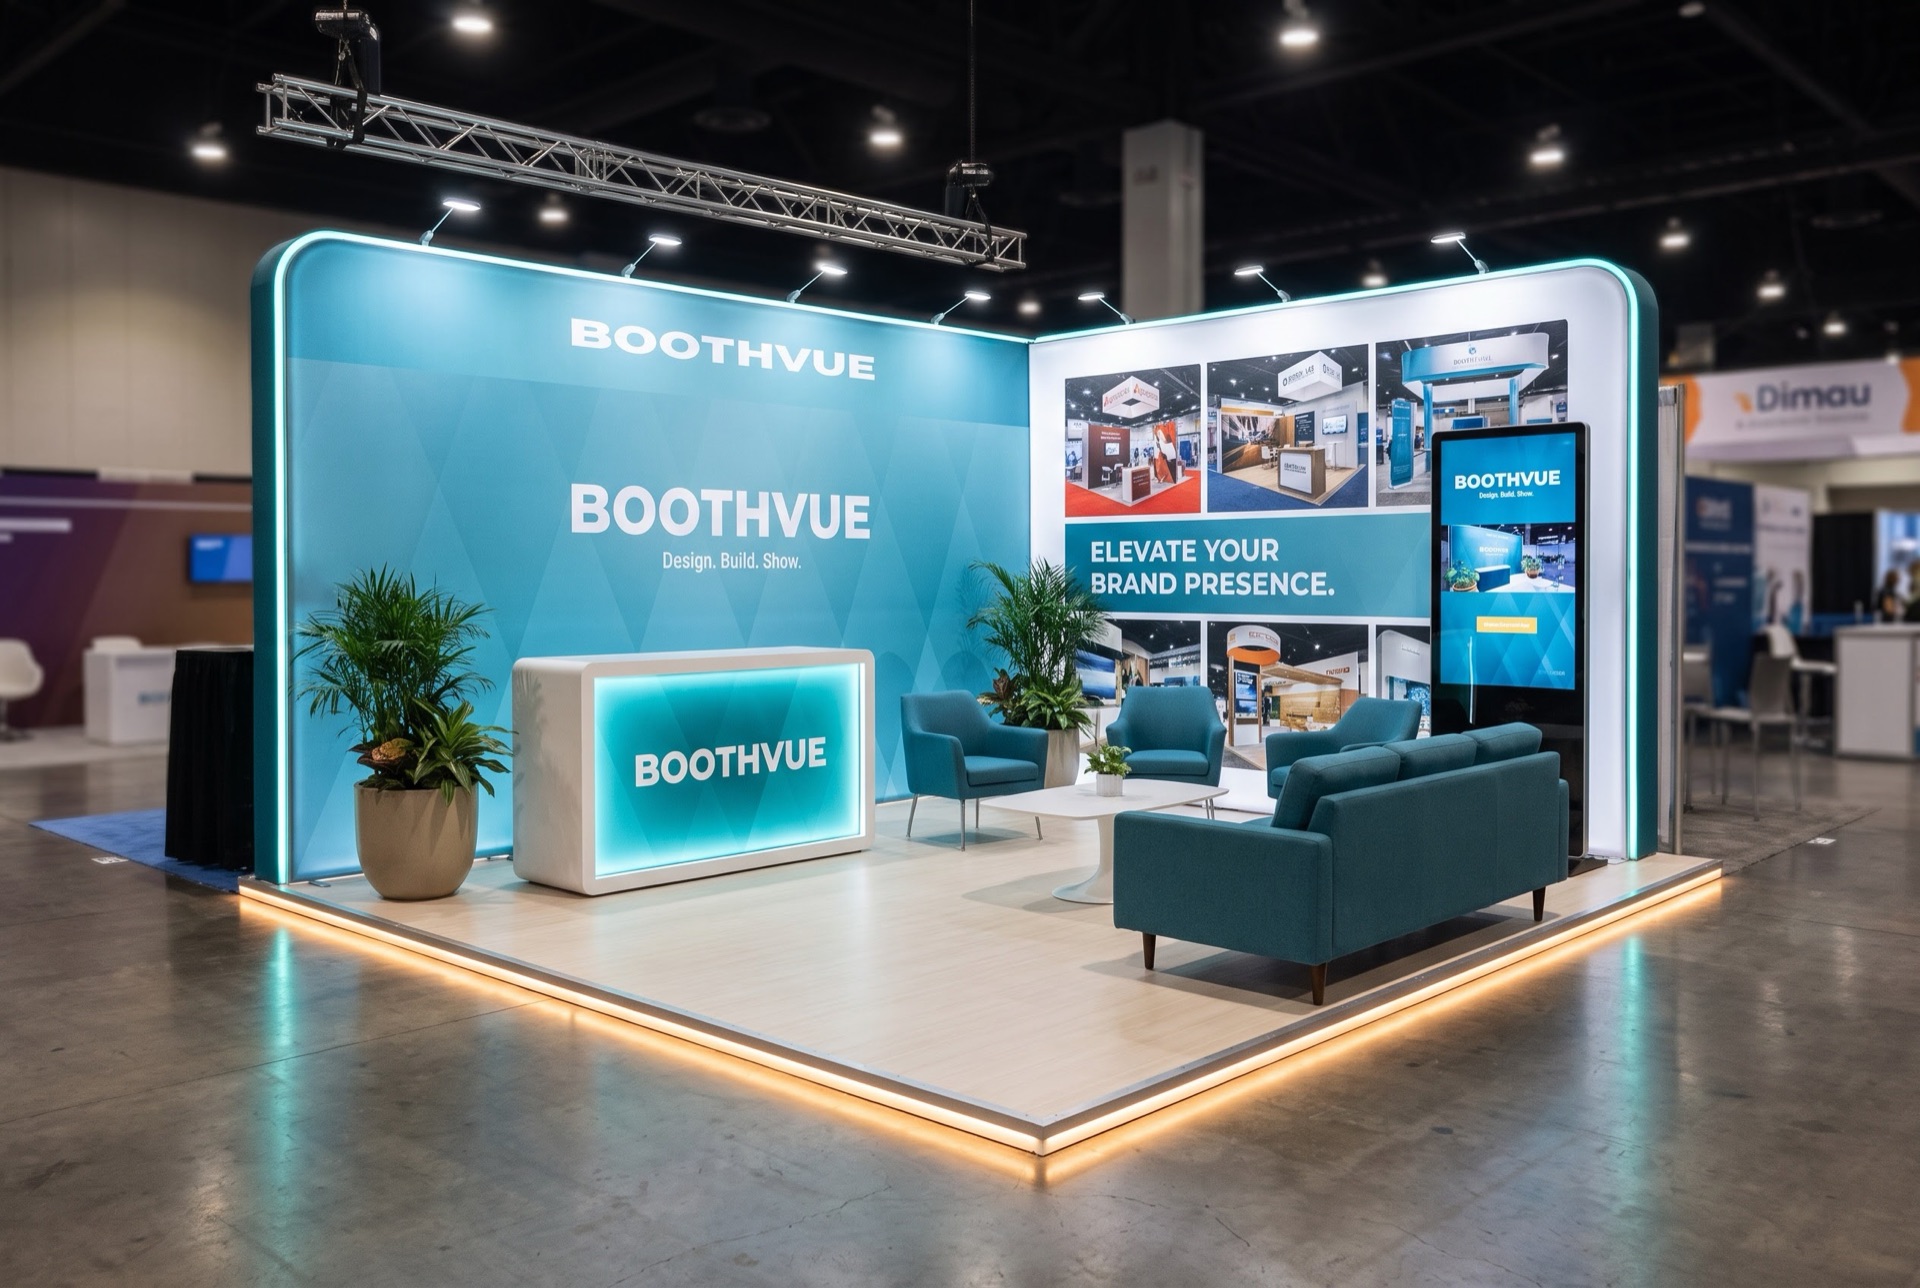 BOOTHVUE
BOOTHVUE
Design. Build. Show.
BOOTHVUE
ELEVATE YOUR
BRAND PRESENCE.
BOOTHVUE
Design. Build. Show.
Dimau